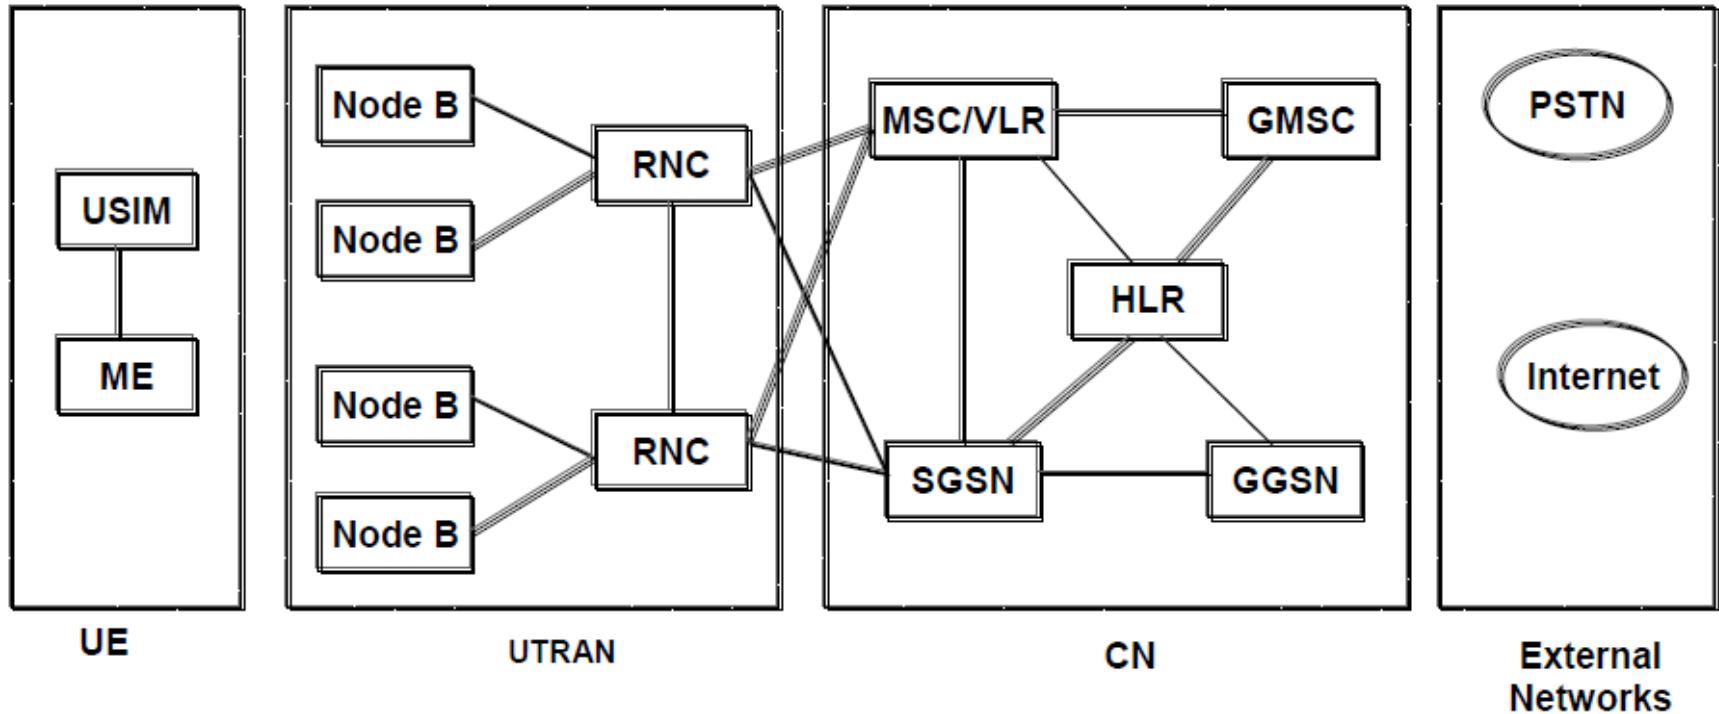 USIM
ME
UE
Node B
Node B
Node B
Node B
RNC
RNC
UTRAN
MSC/VLR
GMSC
HLR
SGSN
GGSN
CN
PSTN
Internet
External
Networks